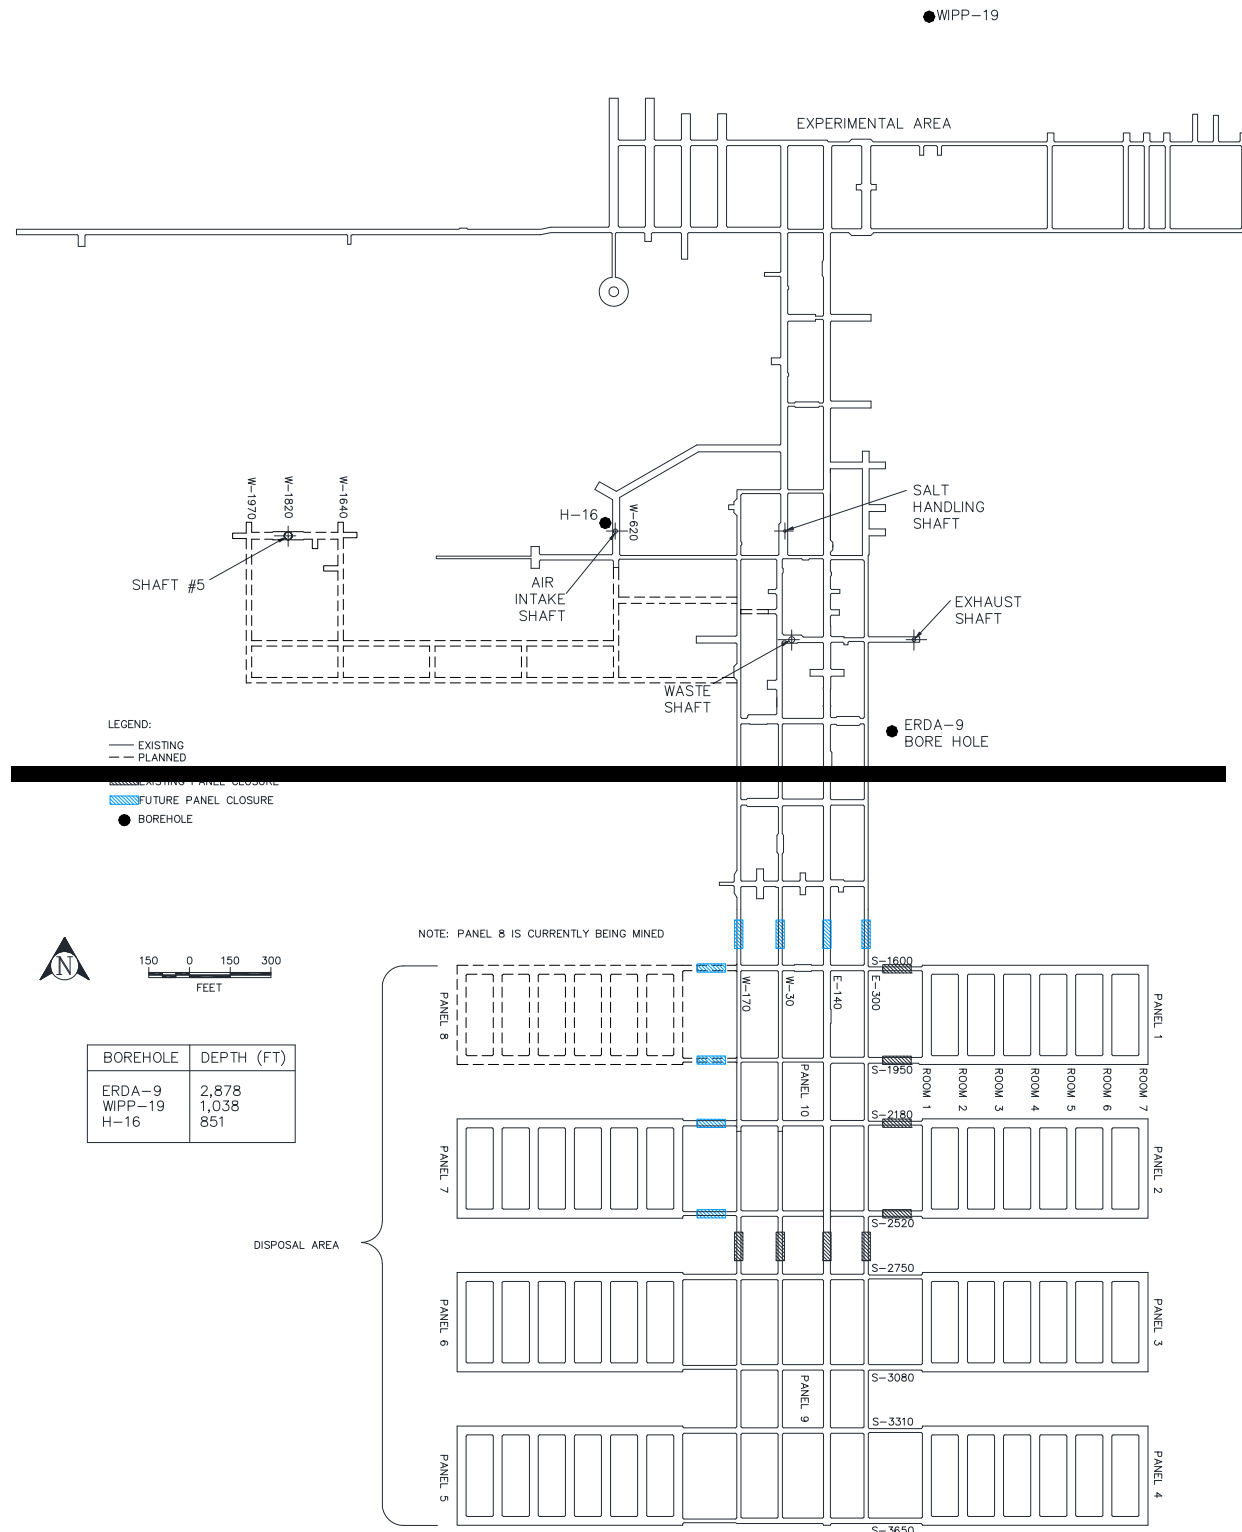 WIPP-19
EXPERIMENTAL AREA
W-1970
W-1820
W-1640
H-16
W-620
SALT
HANDLING
SHAFT
SHAFT #5
AIR
INTAKE
SHAFT
EXHAUST
SHAFT
WASTE
SHAFT
ERDA-9
BORE HOLE
LEGEND:
EXISTING
PLANNED
EXISTING PANEL CLOSURE
FUTURE PANEL CLOSURE
BOREHOLE
NOTE: PANEL 8 IS CURRENTLY BEING MINED
N
150 0 150 300
FEET
S-1600
W-170
W-30
E-140
E-300
PANEL 8
PANEL 1
S-1950
BOREHOLE DEPTH (FT)
ERDA-9 2,878
WIPP-19 1,038
H-16 851
PANEL 10
ROOM 1
ROOM 2
ROOM 3
ROOM 4
ROOM 5
ROOM 6
ROOM 7
S-2180
PANEL 7
PANEL 2
S-2520
DISPOSAL AREA
S-2750
PANEL 6
PANEL 3
S-3080
PANEL 9
S-3310
PANEL 5
PANEL 4
S-3650